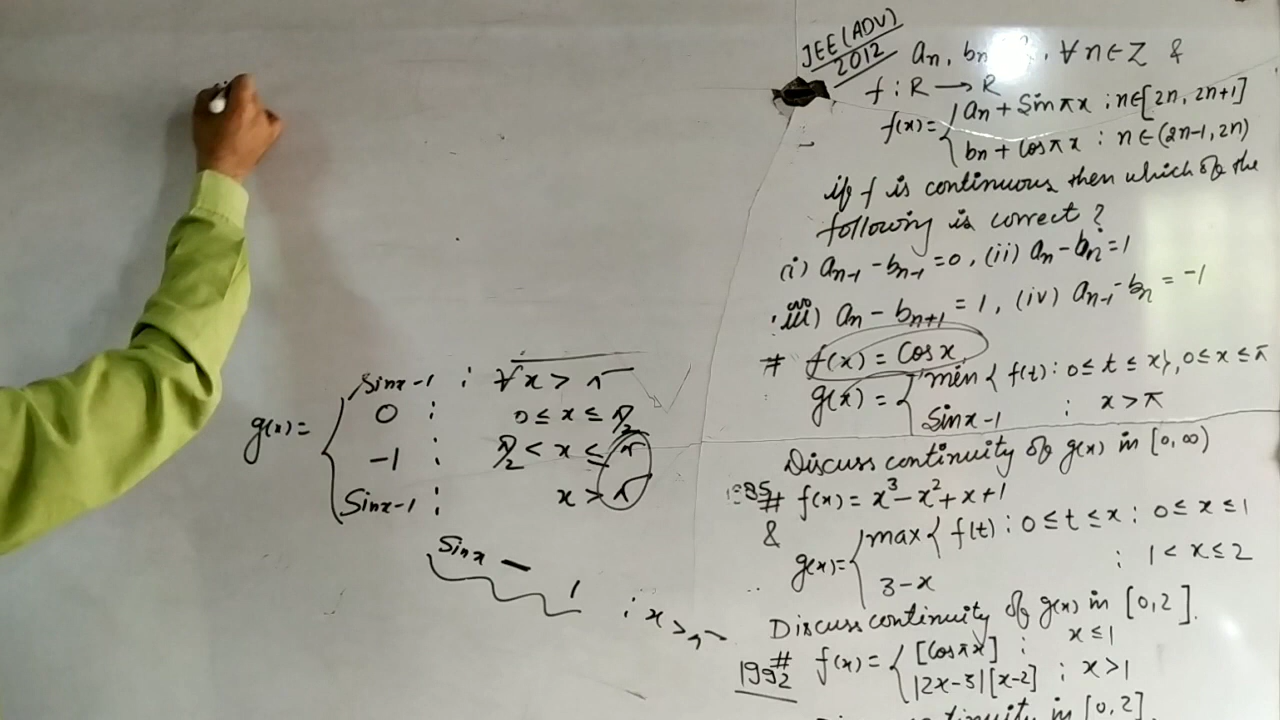 JEE (ADV)
2012
an, bn , ∀ n ∈ Z &
f : R → R
f(x) = { an + Sin πx ; n∈[2n, 2n+1]
bn + cos πx : n ∈ (2n-1, 2n)
if f is continuous then which of the
following is correct ?
(i) an-1 - bn-1 = 0, (ii) an - bn = 1
(iii) an - bn+1 = 1, (iv) an-1 - bn = -1
# f(x) = Cos x
g(x) = { min { f(t) : 0 ≤ t ≤ x}, 0 ≤ x ≤ π
Sin x - 1 : x > π
Discuss continuity of g(x) in [0, ∞)
# f(x) = x³ - x² + x + 1
&
g(x) = { max { f(t) : 0 ≤ t ≤ x : 0 ≤ x ≤ 1
3 - x : 1 < x ≤ 2
Discuss continuity of g(x) in [0, 2].
1992 # f(x) = { [Cos πx] : x ≤ 1
|2x-3|[x-2] ; x > 1
in [0, 2]
g(x) = { Sin x - 1 : ∀ x > π
0 : 0 ≤ x ≤ π/2
-1 : π/2 < x ≤ π
Sin x - 1 : x > π
Sin x - 1 : x > π